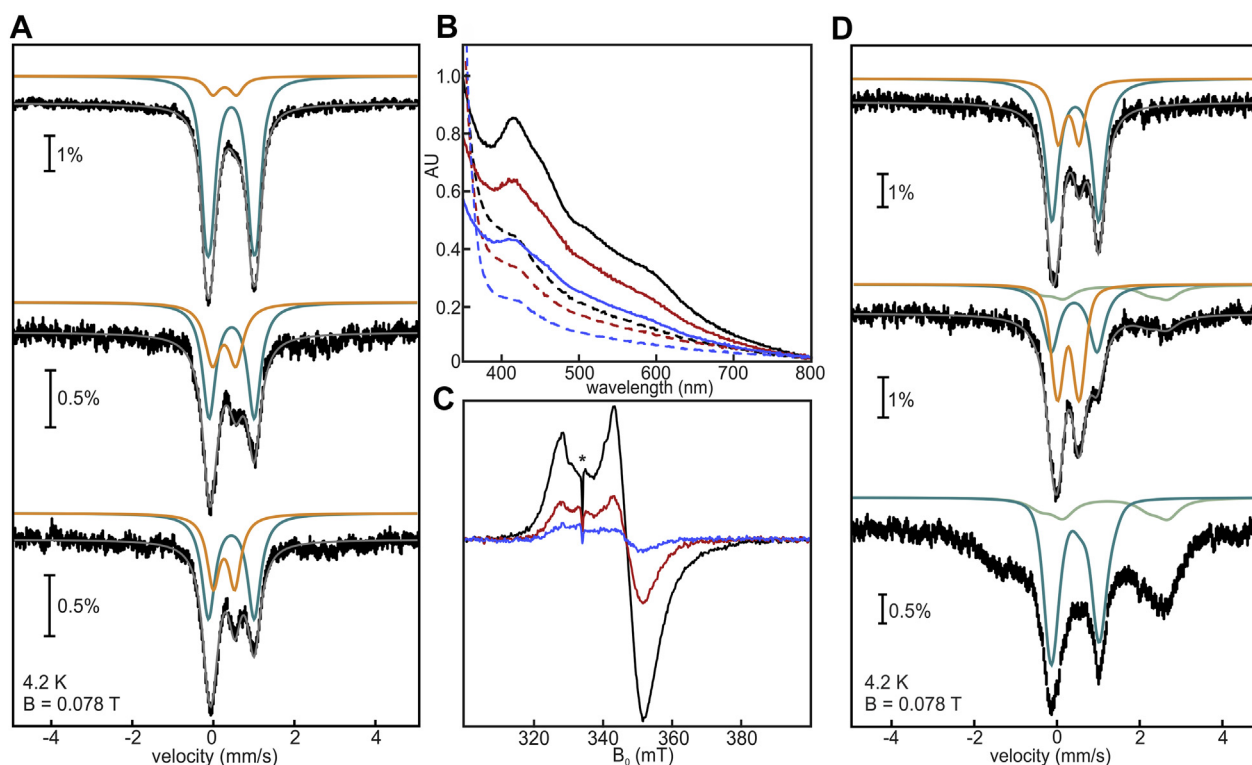 A
1%
0.5%
0.5%
4.2 K
B = 0.078 T
-4 -2 0 2 4
velocity (mm/s)
B
AU
1.0
0.8
0.6
0.4
0.2
0
400 500 600 700 800
wavelength (nm)
C
*
320 340 360 380
B₀ (mT)
D
1%
1%
0.5%
4.2 K
B = 0.078 T
-4 -2 0 2 4
velocity (mm/s)